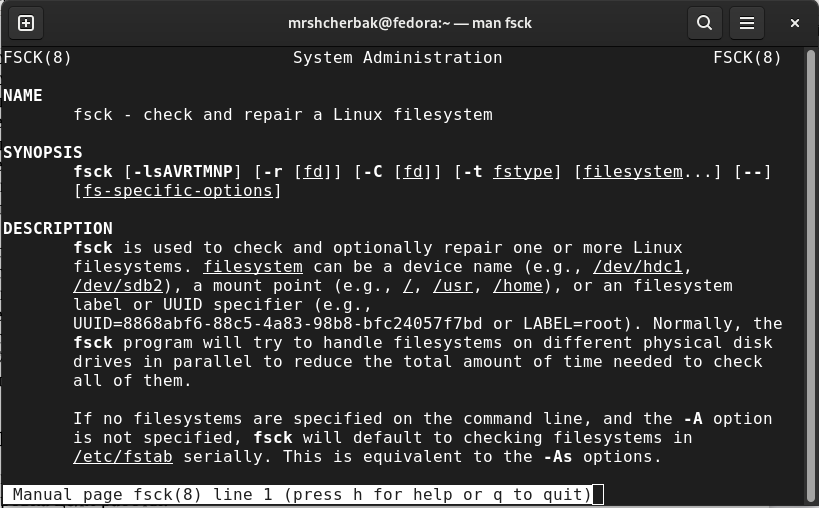 mrshcherbak@fedora:~ — man fsck
FSCK(8) System Administration FSCK(8)
NAME
fsck - check and repair a Linux filesystem
SYNOPSIS
fsck [-lsAVRTMNP] [-r [fd]] [-C [fd]] [-t fstype] [filesystem...] [--]
[fs-specific-options]
DESCRIPTION
fsck is used to check and optionally repair one or more Linux
filesystems. filesystem can be a device name (e.g., /dev/hdc1,
/dev/sdb2), a mount point (e.g., /, /usr, /home), or an filesystem
label or UUID specifier (e.g.,
UUID=8868abf6-88c5-4a83-98b8-bfc24057f7bd or LABEL=root). Normally, the
fsck program will try to handle filesystems on different physical disk
drives in parallel to reduce the total amount of time needed to check
all of them.
If no filesystems are specified on the command line, and the -A option
is not specified, fsck will default to checking filesystems in
/etc/fstab serially. This is equivalent to the -As options.
Manual page fsck(8) line 1 (press h for help or q to quit)